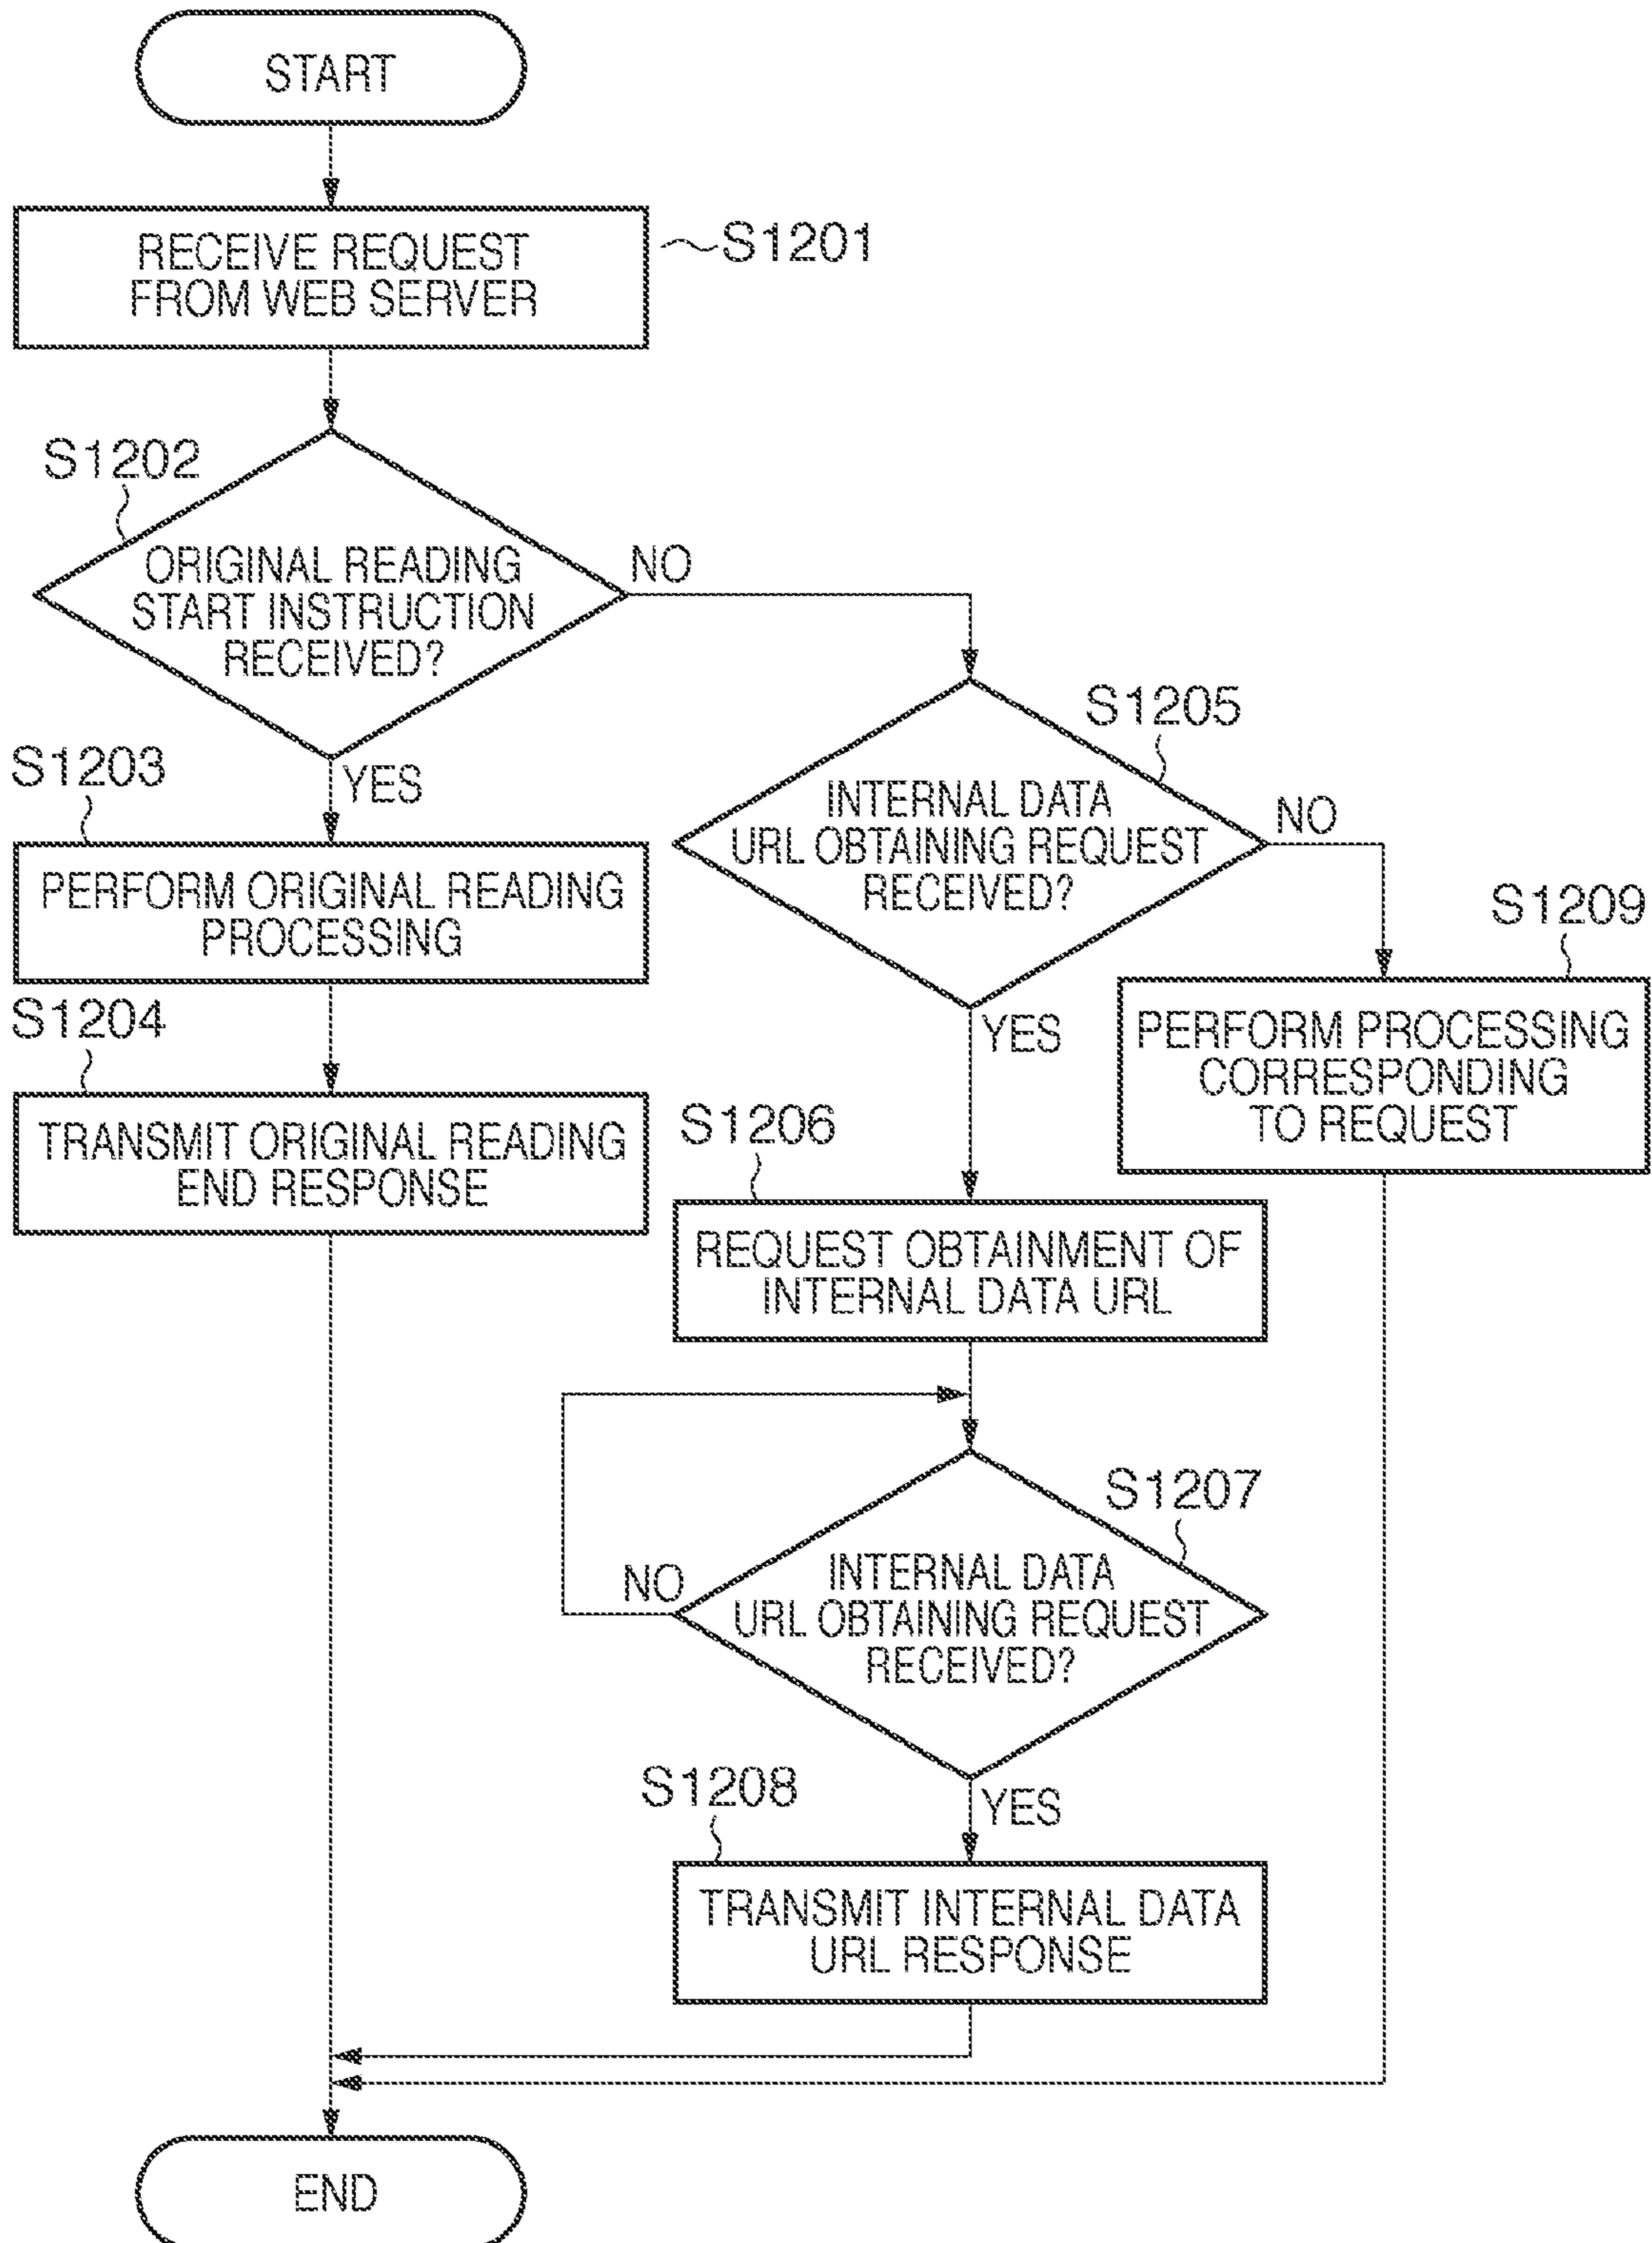 START
RECEIVE REQUEST
FROM WEB SERVER
S1201
S1202
ORIGINAL READING
START INSTRUCTION
RECEIVED?
NO
YES
S1203
PERFORM ORIGINAL READING
PROCESSING
S1204
TRANSMIT ORIGINAL READING
END RESPONSE
S1205
INTERNAL DATA
URL OBTAINING REQUEST
RECEIVED?
NO
YES
S1209
PERFORM PROCESSING
CORRESPONDING
TO REQUEST
S1206
REQUEST OBTAINMENT OF
INTERNAL DATA URL
S1207
INTERNAL DATA
URL OBTAINING REQUEST
RECEIVED?
NO
YES
S1208
TRANSMIT INTERNAL DATA
URL RESPONSE
END